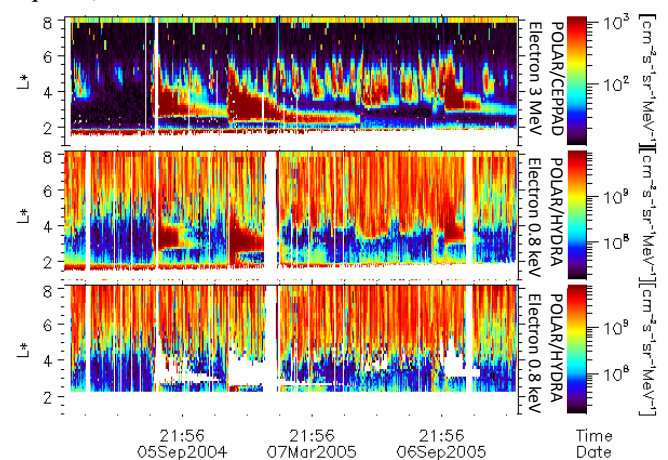 8
6
4
2
L*
POLAR/CEPPAD
Electron 3 MeV
10³
10²
[cm⁻²s⁻¹sr⁻¹MeV⁻¹]
8
6
4
2
L*
POLAR/HYDRA
Electron 0.8 keV
10⁹
10⁸
[cm⁻²s⁻¹sr⁻¹MeV⁻¹]
8
6
4
2
L*
POLAR/HYDRA
Electron 0.8 keV
10⁹
10⁸
[cm⁻²s⁻¹sr⁻¹MeV⁻¹]
21:56 21:56 21:56 Time
05Sep2004 07Mar2005 06Sep2005 Date